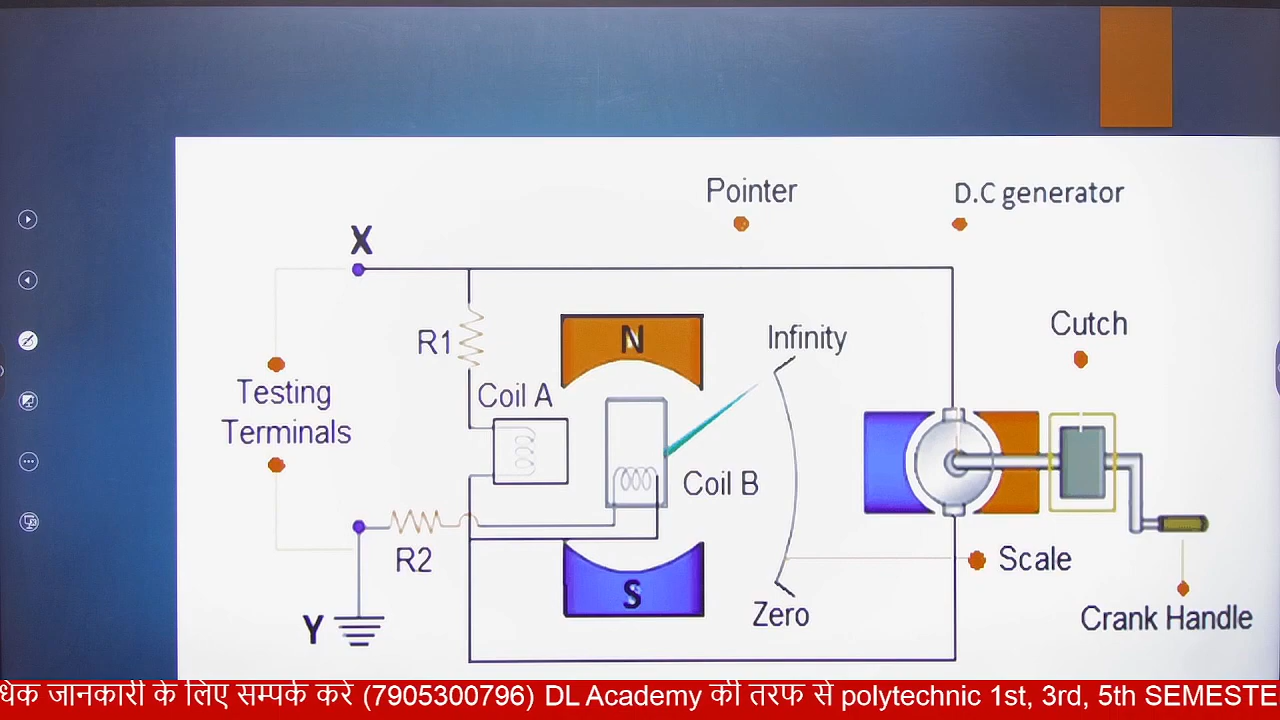 Pointer
D.C generator
X
Cutch
R1
N
Infinity
Testing
Terminals
Coil A
Coil B
R2
Scale
S
Y
Zero
Crank Handle
धिक जानकारी के लिए सम्पर्क करे (7905300796) DL Academy की तरफ से polytechnic 1st, 3rd, 5th SEMESTE